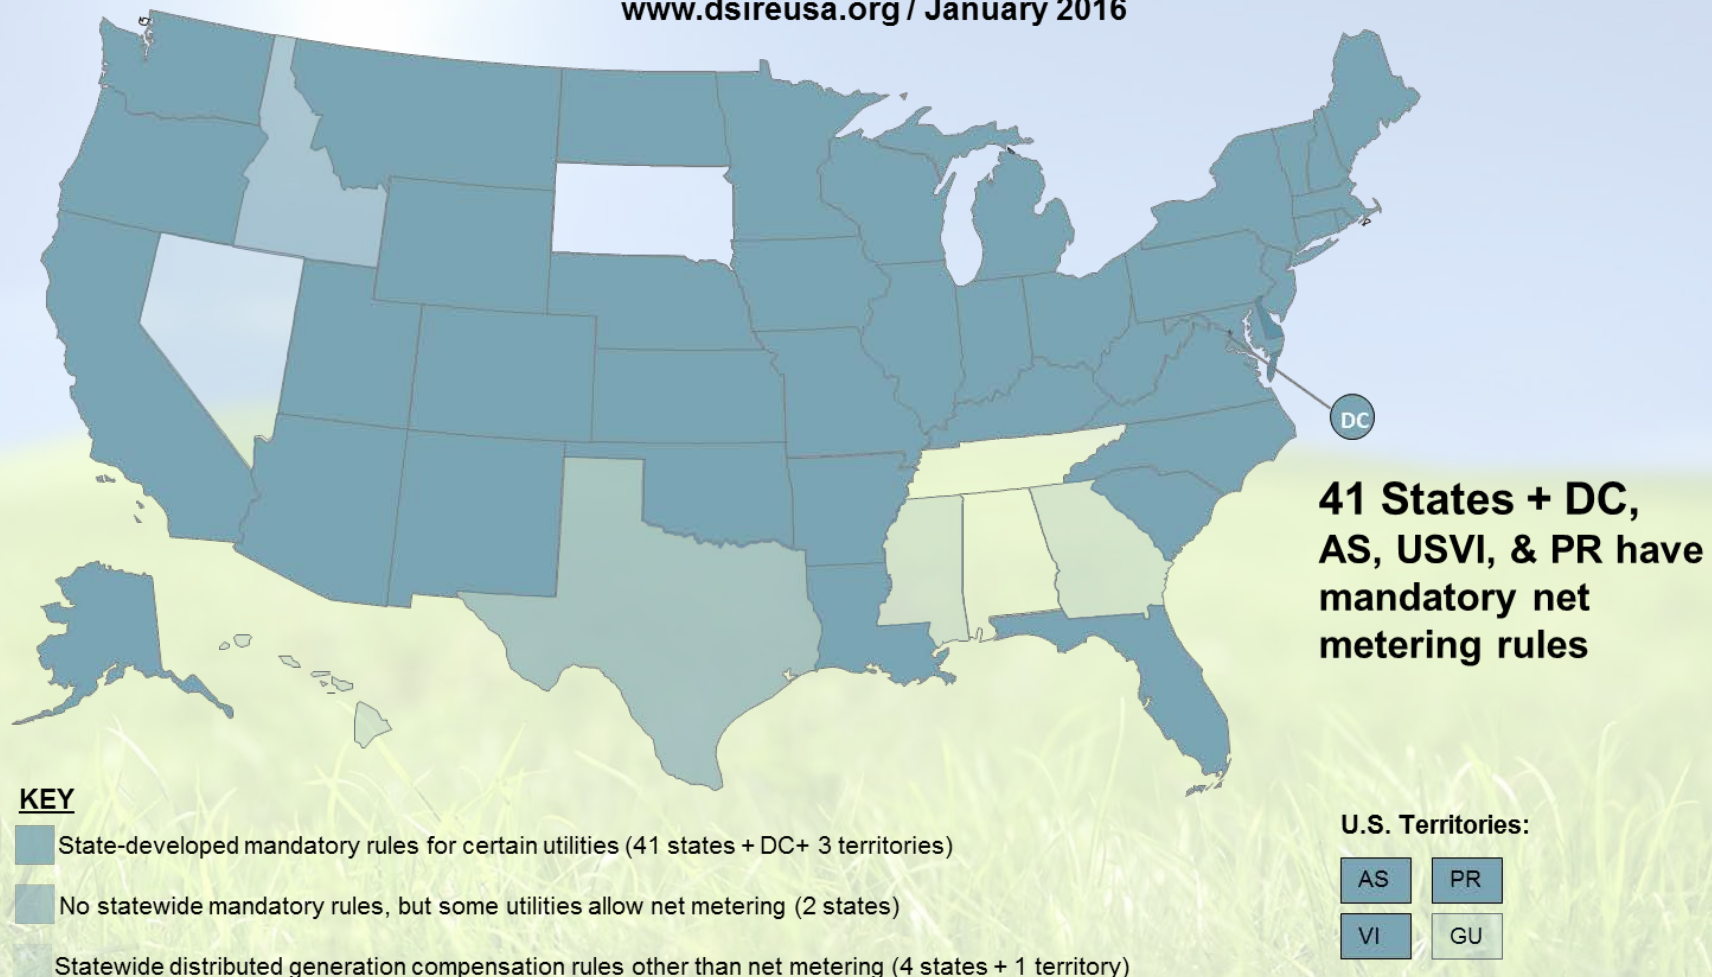 www.dsireusa.org / January 2016
DC
41 States + DC,
AS, USVI, & PR have
mandatory net
metering rules
KEY
State-developed mandatory rules for certain utilities (41 states + DC+ 3 territories)
No statewide mandatory rules, but some utilities allow net metering (2 states)
Statewide distributed generation compensation rules other than net metering (4 states + 1 territory)
U.S. Territories:
AS PR
VI GU